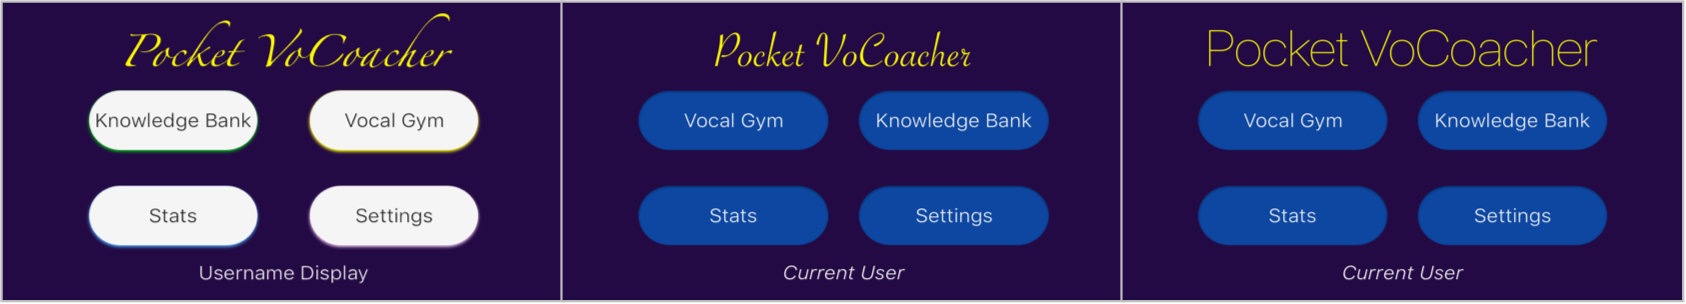 Pocket VoCoacher
Knowledge Bank
Vocal Gym
Stats
Settings
Username Display
Pocket VoCoacher
Vocal Gym
Knowledge Bank
Stats
Settings
Current User
Pocket VoCoacher
Vocal Gym
Knowledge Bank
Stats
Settings
Current User